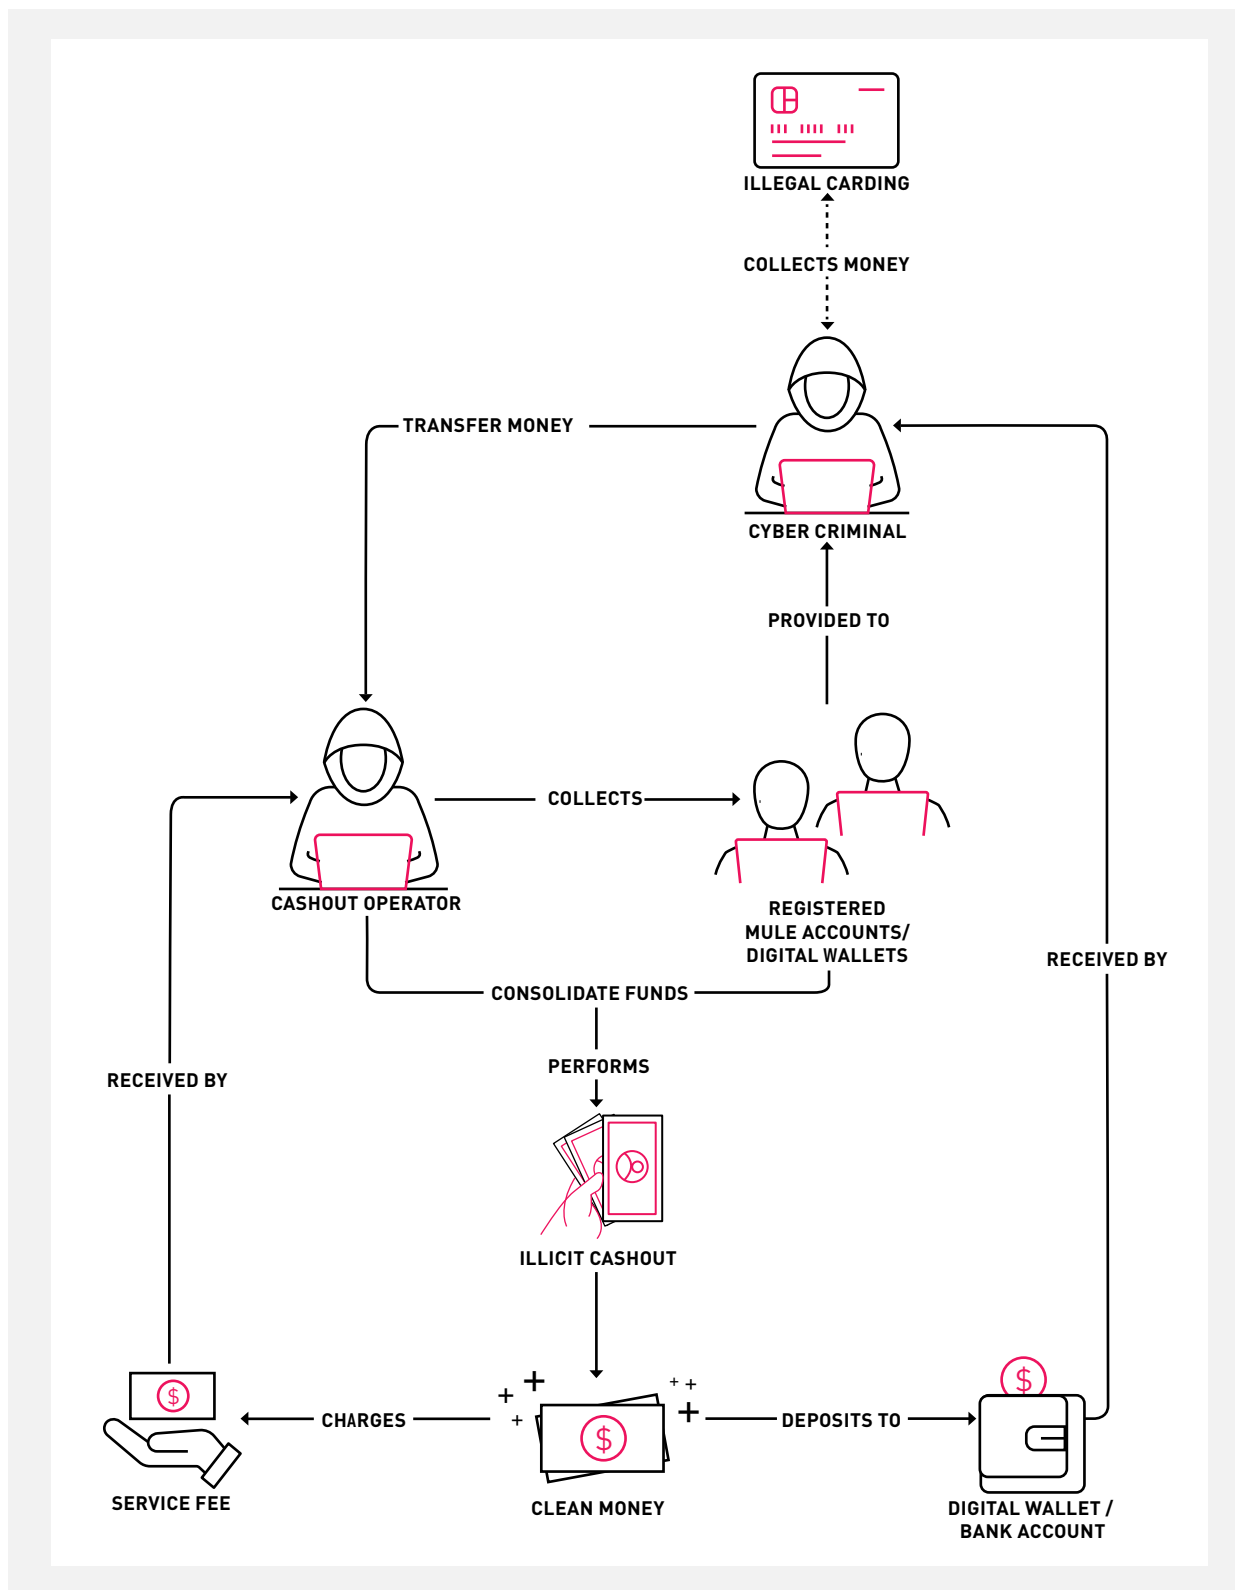 ILLEGAL CARDING
COLLECTS MONEY
TRANSFER MONEY
CYBER CRIMINAL
PROVIDED TO
COLLECTS
CASHOUT OPERATOR
REGISTERED
MULE ACCOUNTS/
DIGITAL WALLETS
RECEIVED BY
CONSOLIDATE FUNDS
PERFORMS
RECEIVED BY
ILLICIT CASHOUT
$
$
CHARGES
$
DEPOSITS TO
SERVICE FEE
CLEAN MONEY
DIGITAL WALLET /
BANK ACCOUNT